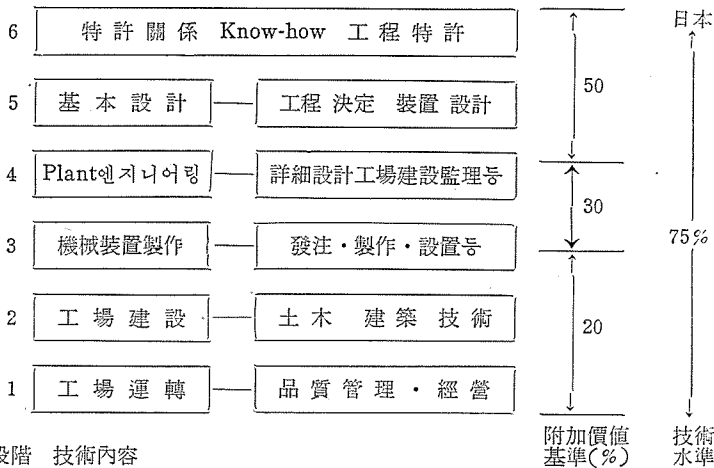 日本
6 特許關係 Know-how 工程特許
50
5 基本設計 工程 決定 裝置 設計
4 Plant엔지니어링 詳細設計工場建設監理등
30
3 機械裝置製作 發注・製作・設置등
75%
2 工場建設 土木 建築 技術
20
1 工場運轉 品質管理・經營
段階 技術內容
附加價値
基準(%)
技術
水準